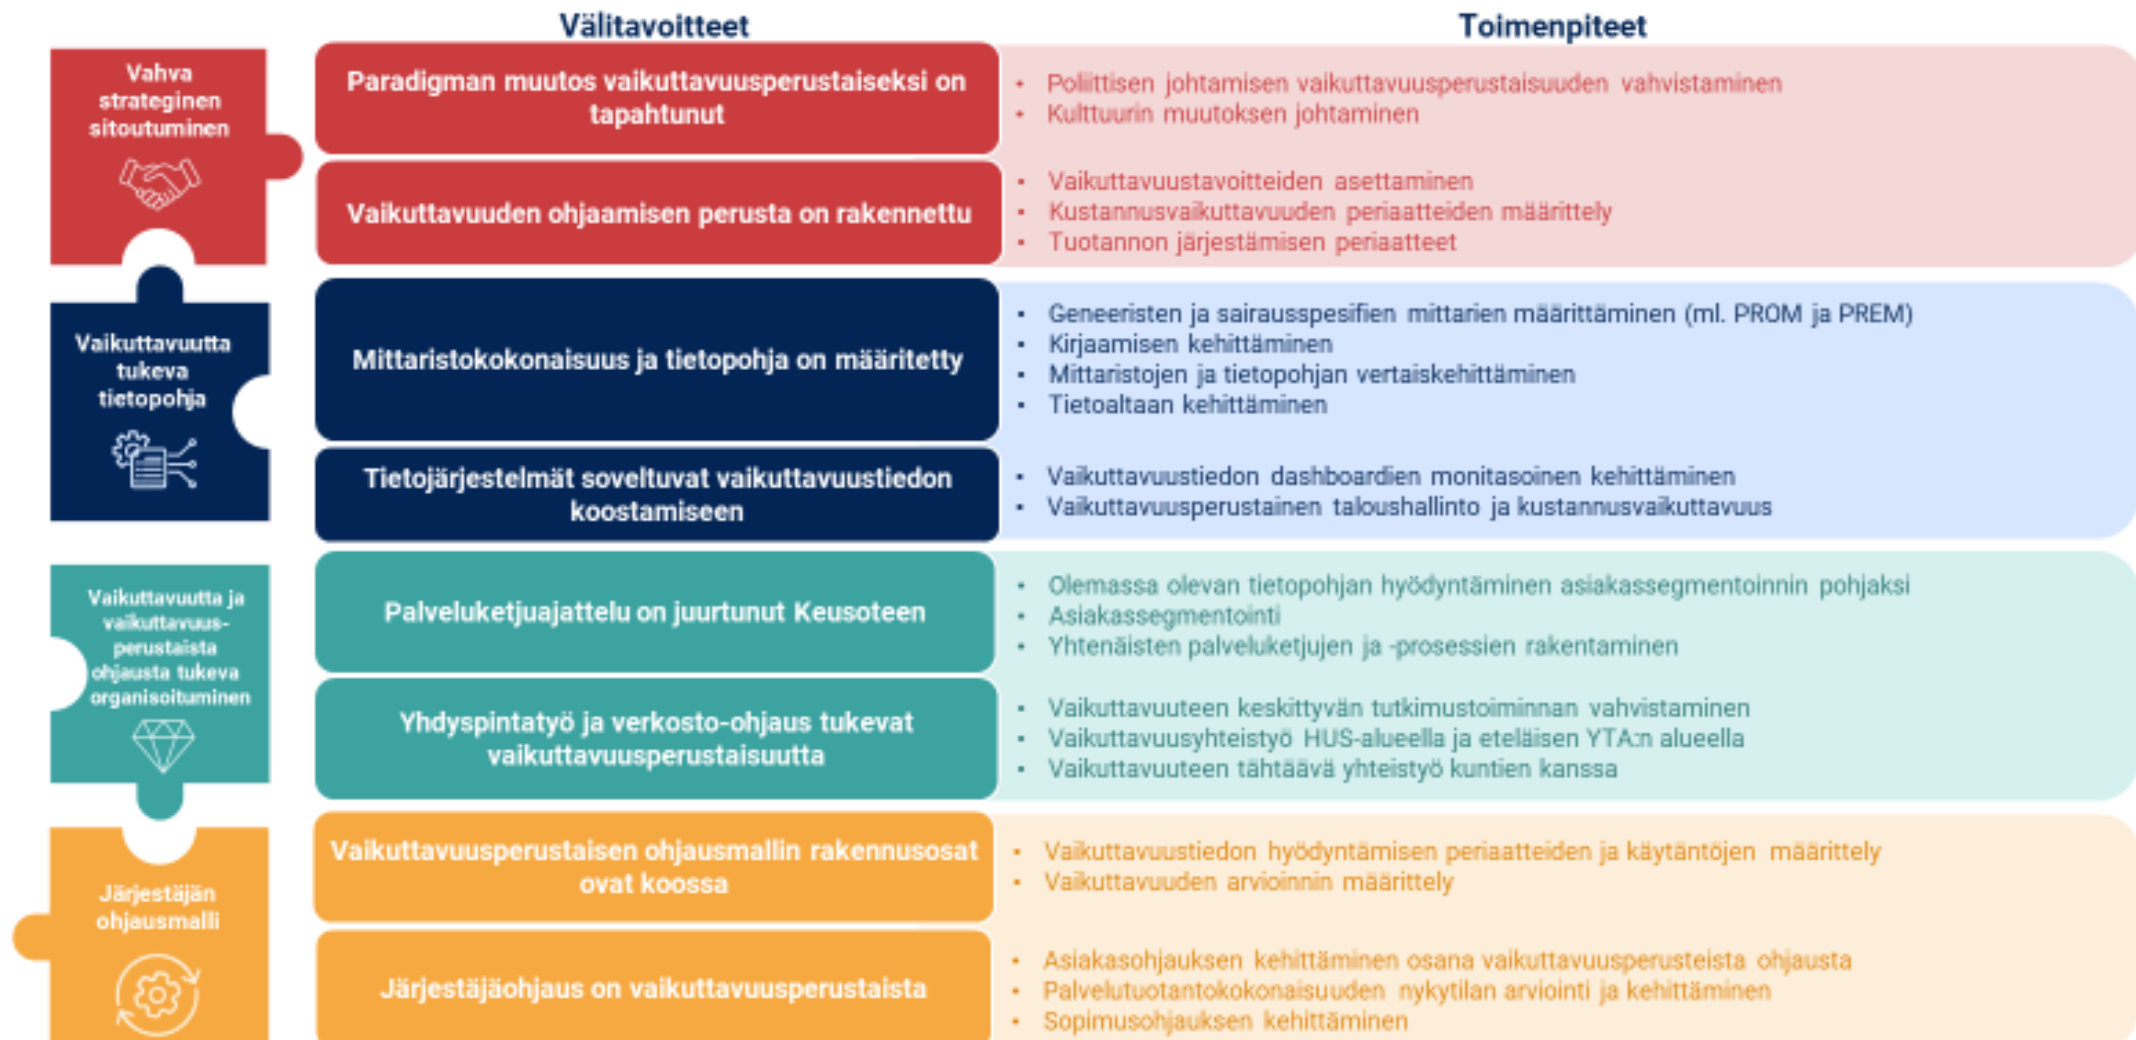 Välitavoitteet
Toimenpiteet
Vahva
strateginen
sitoutuminen
Paradigman muutos vaikuttavuusperustaiseksi on
tapahtunut
• Poliittisen johtamisen vaikuttavuusperustaisuuden vahvistaminen
• Kulttuurin muutoksen johtaminen
Vaikuttavuuden ohjaamisen perusta on rakennettu
• Vaikuttavuustavoitteiden asettaminen
• Kustannusvaikuttavuuden periaatteiden määrittely
• Tuotannon järjestämisen periaatteet
Vaikuttavuutta
tukeva
tietopohja
Mittaristokokonaisuus ja tietopohja on määritetty
• Geneeristen ja sairausspesifien mittarien määrittäminen (ml. PROM ja PREM)
• Kirjaamisen kehittäminen
• Mittaristojen ja tietopohjan vertaiskehittäminen
• Tietoaltaan kehittäminen
Tietojärjestelmät soveltuvat vaikuttavuustiedon
koostamiseen
• Vaikuttavuustiedon dashboardien monitasoinen kehittäminen
• Vaikuttavuusperustainen taloushallinto ja kustannusvaikuttavuus
Vaikuttavuutta ja
vaikuttavuus-
perustaista
ohjausta tukeva
organisoituminen
Palveluketjuajattelu on juurtunut Keusoteen
• Olemassa olevan tietopohjan hyödyntäminen asiakassegmentoinnin pohjaksi
• Asiakassegmentointi
• Yhtenäisten palveluketjujen ja -prosessien rakentaminen
Yhdyspintatyö ja verkosto-ohjaus tukevat
vaikuttavuusperustaisuutta
• Vaikuttavuuteen keskittyvän tutkimustoiminnan vahvistaminen
• Vaikuttavuusyhteistyö HUS-alueella ja eteläisen YTA:n alueella
• Vaikuttavuuteen tähtäävä yhteistyö kuntien kanssa
Järjestäjän
ohjausmalli
Vaikuttavuusperustaisen ohjausmallin rakennusosat
ovat koossa
• Vaikuttavuustiedon hyödyntämisen periaatteiden ja käytäntöjen määrittely
• Vaikuttavuuden arvioinnin määrittely
Järjestäjäohjaus on vaikuttavuusperustaista
• Asiakasohjauksen kehittäminen osana vaikuttavuusperusteista ohjausta
• Palvelutuotantokokonaisuuden nykytilan arviointi ja kehittäminen
• Sopimusohjauksen kehittäminen